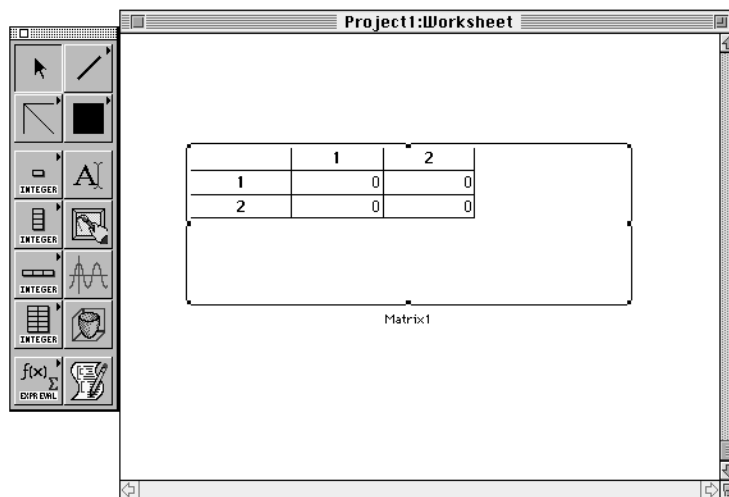 Project1:Worksheet
A
INTEGER
INTEGER
INTEGER
INTEGER
f(x) Σ
EXPR EVAL
1 2
1 0 0
2 0 0
Matrix1